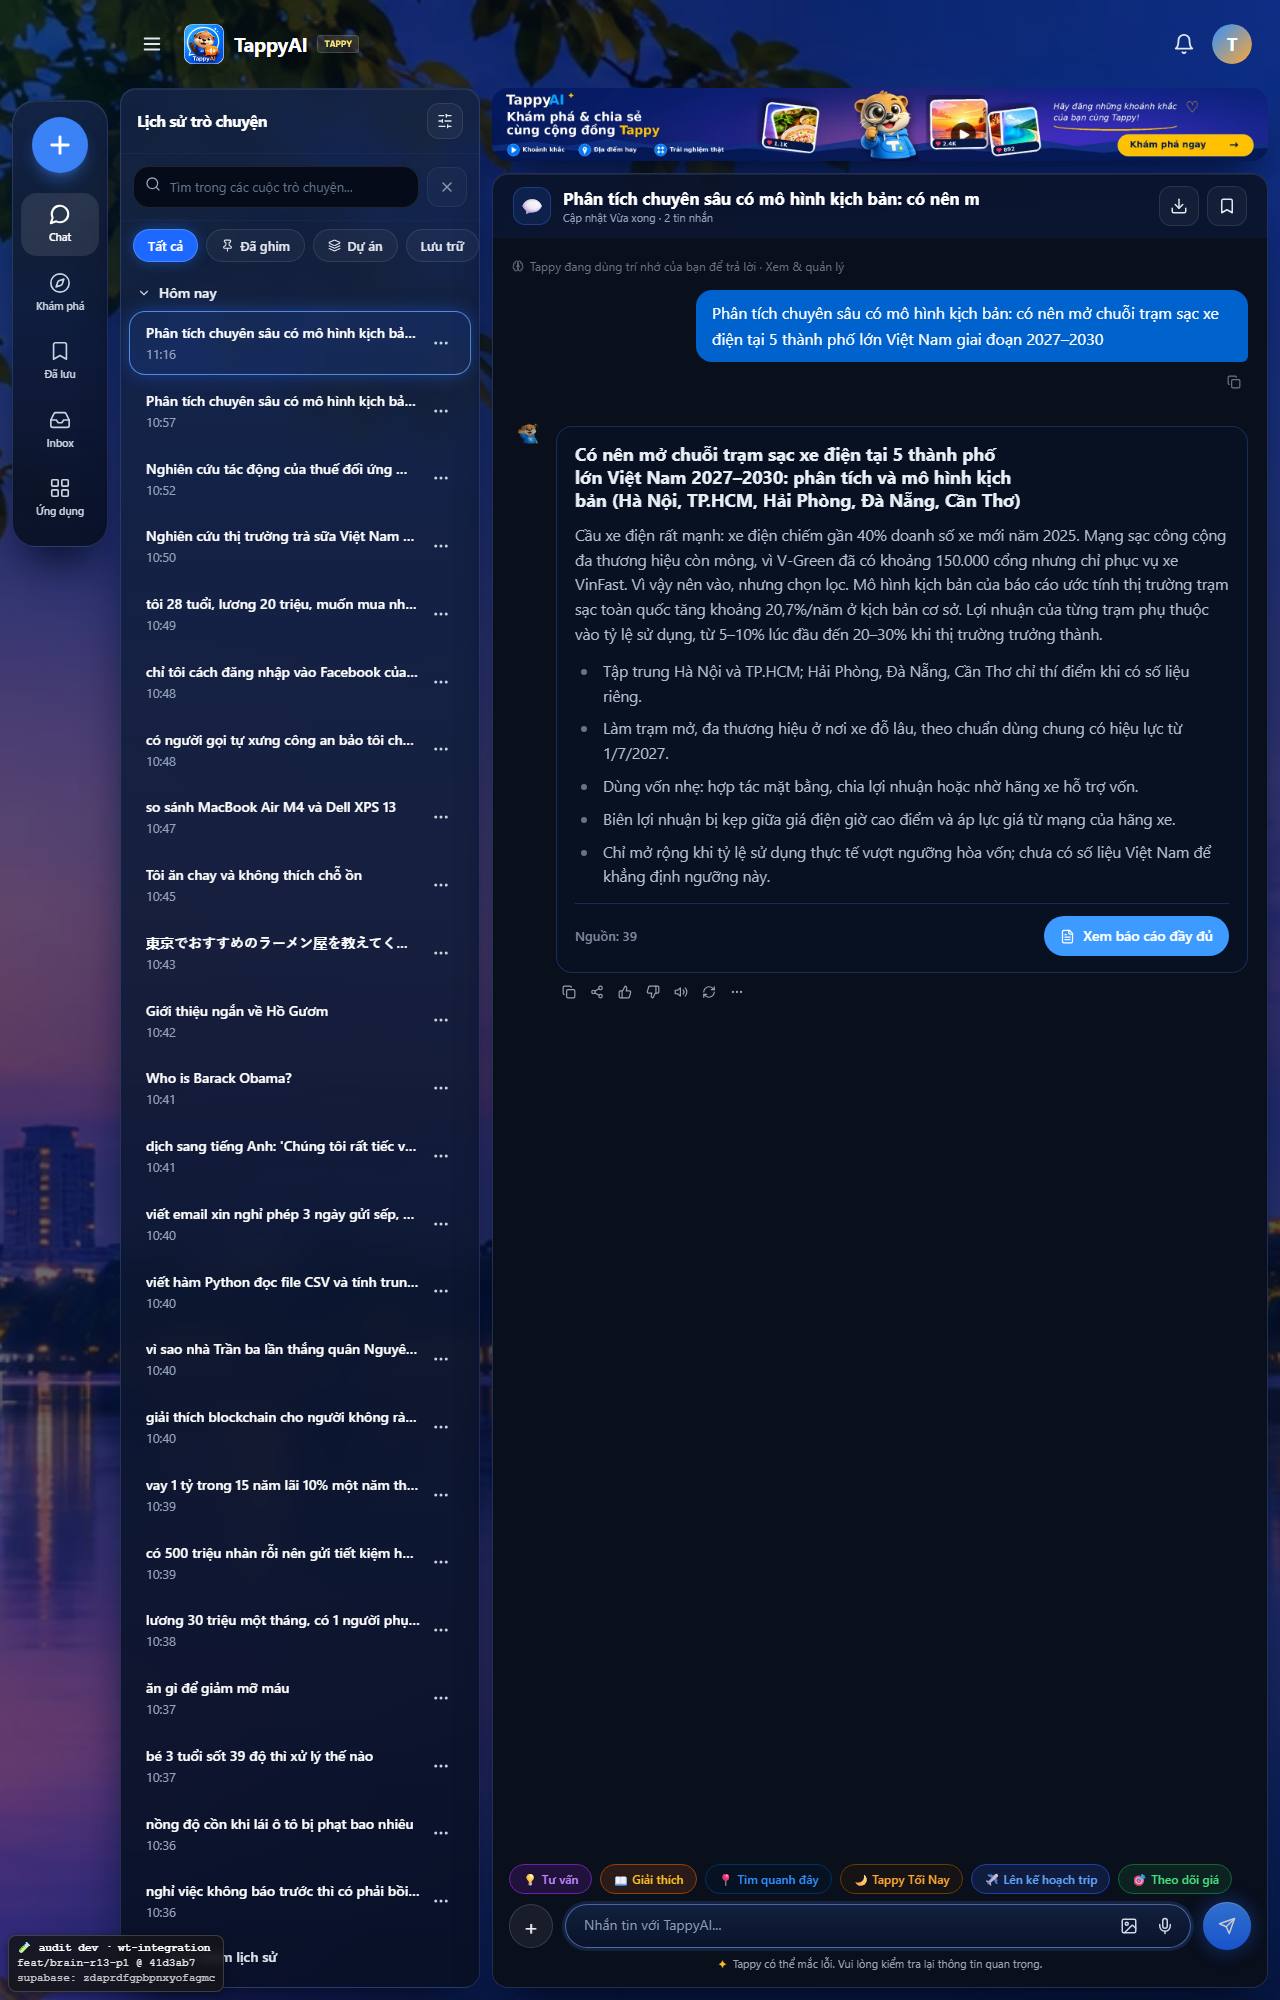 TappyAI TAPPY
T
Chat
Khám phá
Đã lưu
Inbox
Ứng dụng
Lịch sử trò chuyện
Tìm trong các cuộc trò chuyện...
Tất cả
Đã ghim
Dự án
Lưu trữ
Hôm nay
Phân tích chuyên sâu có mô hình kịch bả...
11:16
Phân tích chuyên sâu có mô hình kịch bả...
10:57
Nghiên cứu tác động của thuế đối ứng ...
10:52
Nghiên cứu thị trường trà sữa Việt Nam ...
10:50
tôi 28 tuổi, lương 20 triệu, muốn mua nh...
10:49
chỉ tôi cách đăng nhập vào Facebook của...
10:48
có người gọi tự xưng công an bảo tôi ch...
10:48
so sánh MacBook Air M4 và Dell XPS 13
10:47
Tôi ăn chay và không thích chỗ ồn
10:45
東京でおすすめのラーメン屋を教えてく...
10:43
Giới thiệu ngắn về Hồ Gươm
10:42
Who is Barack Obama?
10:41
dịch sang tiếng Anh: 'Chúng tôi rất tiếc v...
10:41
viết email xin nghỉ phép 3 ngày gửi sếp, ...
10:40
viết hàm Python đọc file CSV và tính trun...
10:40
vì sao nhà Trần ba lần thắng quân Nguyê...
10:40
giải thích blockchain cho người không rà...
10:40
vay 1 tỷ trong 15 năm lãi 10% một năm th...
10:39
có 500 triệu nhàn rỗi nên gửi tiết kiệm h...
10:39
lương 30 triệu một tháng, có 1 người phụ...
10:38
ăn gì để giảm mỡ máu
10:37
bé 3 tuổi sốt 39 độ thì xử lý thế nào
10:37
nồng độ cồn khi lái ô tô bị phạt bao nhiêu
10:36
nghỉ việc không báo trước thì có phải bồi...
10:36
lịch sử
audit dev · wt-integration
feat/brain-r13-p1 @ 41d3ab7
supabase: zdaprdfgpbpnxyofagmc
TappyAI
Khám phá & chia sẻ
cùng cộng đồng Tappy
Khoảnh khắc
Địa điểm hay
Trải nghiệm thật
1.1K
2.4K
892
Hãy đăng những khoảnh khắc
của bạn cùng Tappy!
Khám phá ngay →
Phân tích chuyên sâu có mô hình kịch bản: có nên m
Cập nhật Vừa xong · 2 tin nhắn
Tappy đang dùng trí nhớ của bạn để trả lời · Xem & quản lý
Phân tích chuyên sâu có mô hình kịch bản: có nên mở chuỗi trạm sạc xe
điện tại 5 thành phố lớn Việt Nam giai đoạn 2027–2030
Có nên mở chuỗi trạm sạc xe điện tại 5 thành phố
lớn Việt Nam 2027–2030: phân tích và mô hình kịch
bản (Hà Nội, TP.HCM, Hải Phòng, Đà Nẵng, Cần Thơ)
Cầu xe điện rất mạnh: xe điện chiếm gần 40% doanh số xe mới năm 2025. Mạng sạc công cộng
đa thương hiệu còn mỏng, vì V-Green đã có khoảng 150.000 cổng nhưng chỉ phục vụ xe
VinFast. Vì vậy nên vào, nhưng chọn lọc. Mô hình kịch bản của báo cáo ước tính thị trường trạm
sạc toàn quốc tăng khoảng 20,7%/năm ở kịch bản cơ sở. Lợi nhuận của từng trạm phụ thuộc
vào tỷ lệ sử dụng, từ 5–10% lúc đầu đến 20–30% khi thị trường trưởng thành.
• Tập trung Hà Nội và TP.HCM; Hải Phòng, Đà Nẵng, Cần Thơ chỉ thí điểm khi có số liệu
riêng.
• Làm trạm mở, đa thương hiệu ở nơi xe đỗ lâu, theo chuẩn dùng chung có hiệu lực từ
1/7/2027.
• Dùng vốn nhẹ: hợp tác mặt bằng, chia lợi nhuận hoặc nhờ hãng xe hỗ trợ vốn.
• Biên lợi nhuận bị kẹp giữa giá điện giờ cao điểm và áp lực giá từ mạng của hãng xe.
• Chỉ mở rộng khi tỷ lệ sử dụng thực tế vượt ngưỡng hòa vốn; chưa có số liệu Việt Nam để
khẳng định ngưỡng này.
Nguồn: 39
Xem báo cáo đầy đủ
Tư vấn
Giải thích
Tìm quanh đây
Tappy Tối Nay
Lên kế hoạch trip
Theo dõi giá
Nhắn tin với TappyAI...
Tappy có thể mắc lỗi. Vui lòng kiểm tra lại thông tin quan trọng.